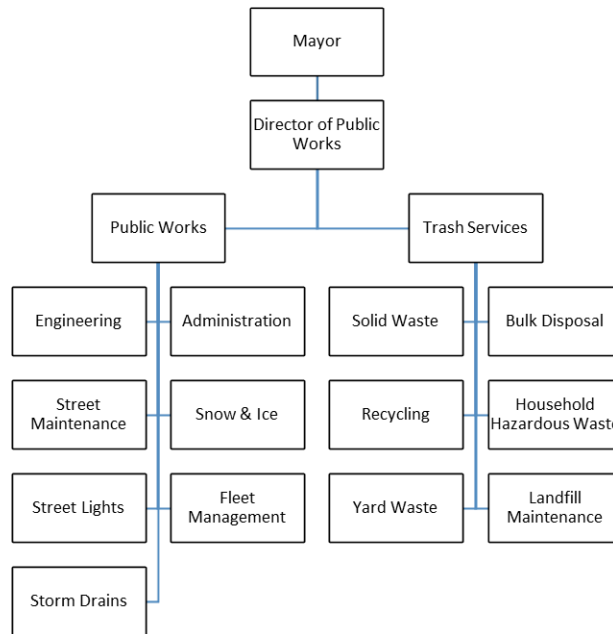 Mayor
Director of Public
Works
Public Works
Trash Services
Engineering
Administration
Solid Waste
Bulk Disposal
Street
Maintenance
Snow & Ice
Recycling
Household
Hazardous Waste
Street Lights
Fleet
Management
Yard Waste
Landfill
Maintenance
Storm Drains